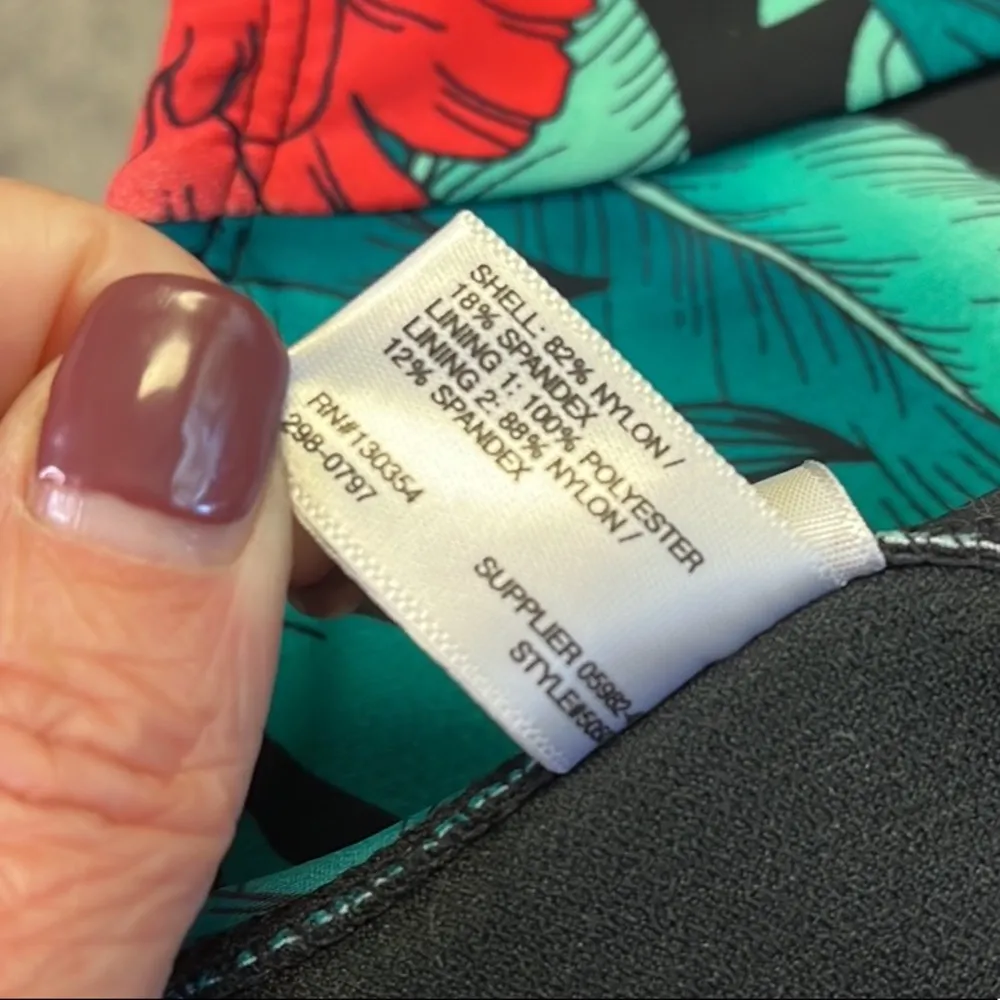 SHELL: 82% NYLON /
18% SPANDEX
LINING 1: 100% POLYESTER
LINING 2: 88% NYLON /
12% SPANDEX
RN#130354
298-0797
SUPPLIER 05982-
STYLE#